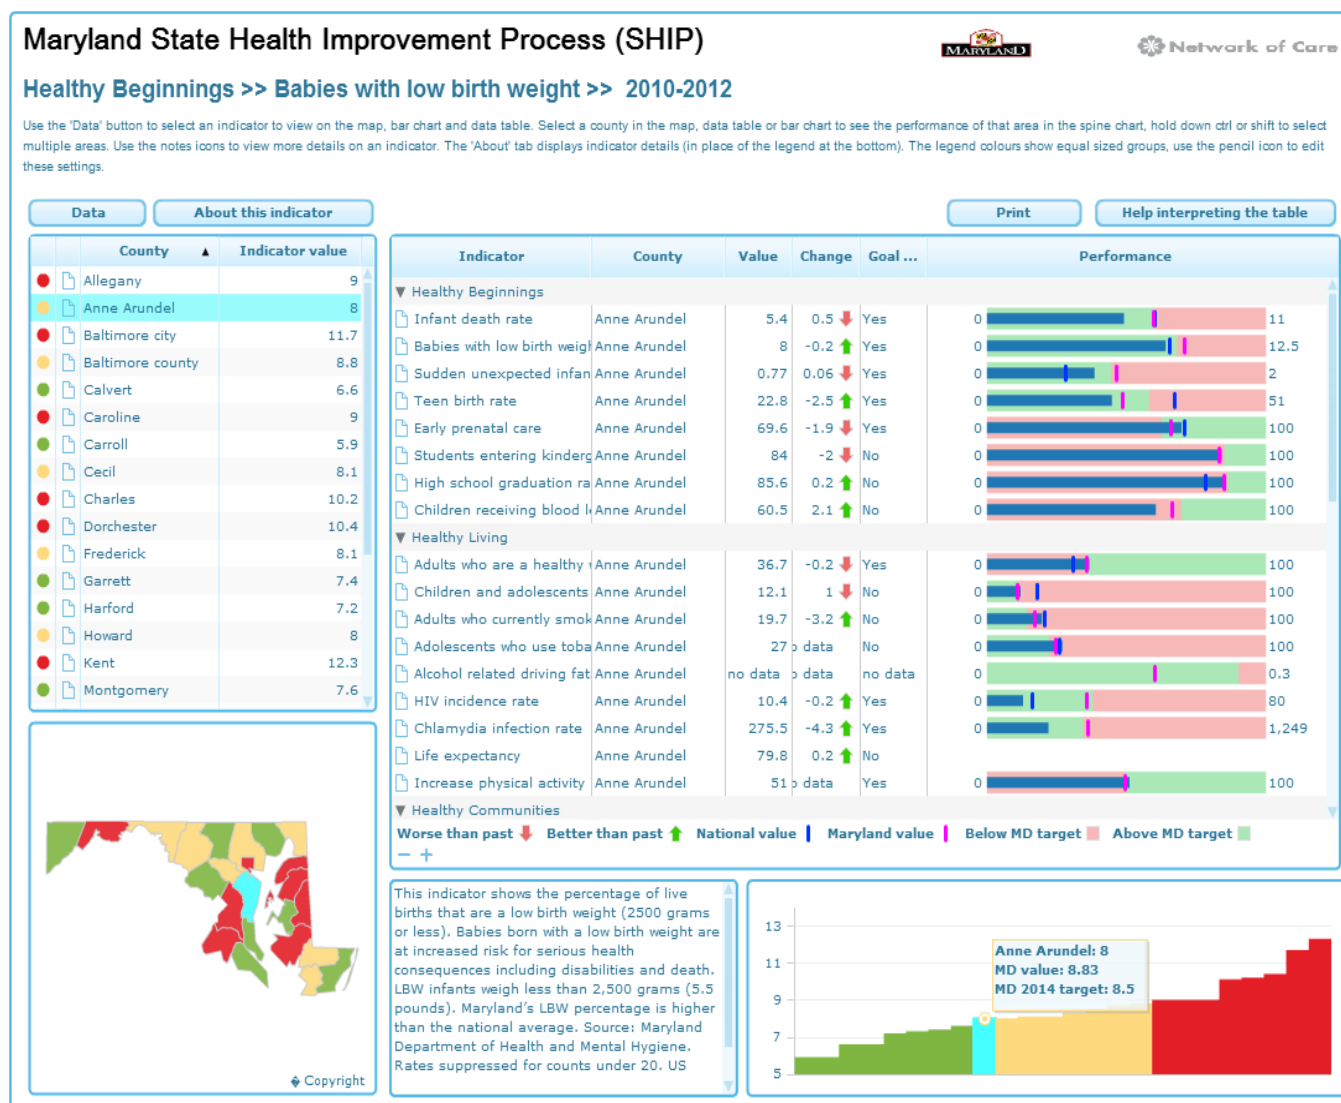 Maryland State Health Improvement Process (SHIP)
MARYLAND
Network of Care
Healthy Beginnings >> Babies with low birth weight >> 2010-2012
Use the 'Data' button to select an indicator to view on the map, bar chart and data table. Select a county in the map, data table or bar chart to see the performance of that area in the spine chart, hold down ctrl or shift to select
multiple areas. Use the notes icons to view more details on an indicator. The 'About' tab displays indicator details (in place of the legend at the bottom). The legend colours show equal sized groups, use the pencil icon to edit
these settings.
Data
About this indicator
Print
Help interpreting the table
County ▲ Indicator value
Allegany 9
Anne Arundel 8
Baltimore city 11.7
Baltimore county 8.8
Calvert 6.6
Caroline 9
Carroll 5.9
Cecil 8.1
Charles 10.2
Dorchester 10.4
Frederick 8.1
Garrett 7.4
Harford 7.2
Howard 8
Kent 12.3
Montgomery 7.6
Indicator County Value Change Goal ... Performance
▼ Healthy Beginnings
Infant death rate Anne Arundel 5.4 0.5 Yes 0 11
Babies with low birth weigh Anne Arundel 8 -0.2 Yes 0 12.5
Sudden unexpected infan Anne Arundel 0.77 0.06 Yes 0 2
Teen birth rate Anne Arundel 22.8 -2.5 Yes 0 51
Early prenatal care Anne Arundel 69.6 -1.9 Yes 0 100
Students entering kinderg Anne Arundel 84 -2 No 0 100
High school graduation ra Anne Arundel 85.6 0.2 No 0 100
Children receiving blood l Anne Arundel 60.5 2.1 No 0 100
▼ Healthy Living
Adults who are a healthy Anne Arundel 36.7 -0.2 Yes 0 100
Children and adolescents Anne Arundel 12.1 1 No 0 100
Adults who currently smok Anne Arundel 19.7 -3.2 No 0 100
Adolescents who use toba Anne Arundel 27 data No 0 100
Alcohol related driving fat Anne Arundel no data data no data 0 0.3
HIV incidence rate Anne Arundel 10.4 -0.2 Yes 0 80
Chlamydia infection rate Anne Arundel 275.5 -4.3 Yes 0 1,249
Life expectancy Anne Arundel 79.8 0.2 No
Increase physical activity Anne Arundel 51 data Yes 0 100
▼ Healthy Communities
Worse than past Better than past National value Maryland value Below MD target Above MD target
− +
� Copyright
This indicator shows the percentage of live
births that are a low birth weight (2500 grams
or less). Babies born with a low birth weight are
at increased risk for serious health
consequences including disabilities and death.
LBW infants weigh less than 2,500 grams (5.5
pounds). Maryland's LBW percentage is higher
than the national average. Source: Maryland
Department of Health and Mental Hygiene.
Rates suppressed for counts under 20. US
13
11
9
7
5
Anne Arundel: 8
MD value: 8.83
MD 2014 target: 8.5